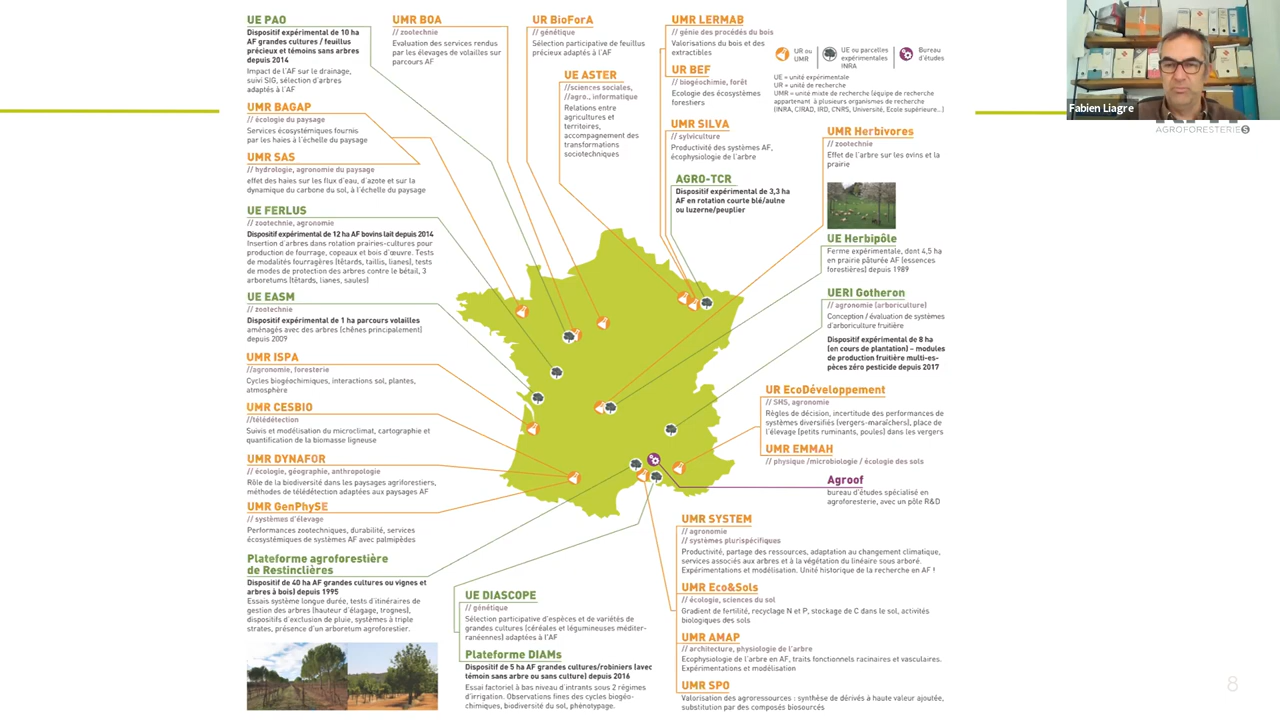 UE PAO
Dispositif expérimental de 10 ha
AF grandes cultures / feuillus
précieux et témoins sans arbres
depuis 2014
Impact de l'AF sur le drainage,
suivi SIG, sélection d'arbres
adaptés à l'AF
UMR BAGAP
// écologie du paysage
Services écosystémiques fournis
par les haies à l'échelle du paysage
UMR SAS
// hydrologie, agronomie du paysage
effet des haies sur les flux d'eau, d'azote et sur la
dynamique du carbone du sol, à l'échelle du paysage
UE FERLUS
// zootechnie, agronomie
Dispositif expérimental de 12 ha AF bovins lait depuis 2014
Insertion d'arbres dans rotation prairies-cultures pour
production de fourrage, copeaux et bois d'œuvre. Tests
de modalités fourragères (têtards, taillis, lianes), tests
de modes de protection des arbres contre le bétail, 3
arboretums (têtards, lianes, saules)
UE EASM
// zootechnie
Dispositif expérimental de 1 ha parcours volailles
aménagés avec des arbres (chênes principalement)
depuis 2009
UMR ISPA
//agronomie, foresterie
Cycles biogéochimiques, interactions sol, plantes,
atmosphère
UMR CESBIO
//télédétection
Suivis et modélisation du microclimat, cartographie et
quantification de la biomasse ligneuse
UMR DYNAFOR
// écologie, géographie, anthropologie
Rôle de la biodiversité dans les paysages agriforestiers,
méthodes de télédétection adaptées aux paysages AF
UMR GenPhySE
// systèmes d'élevage
Performances zootechniques, durabilité, services
écosystémiques de systèmes AF avec palmipèdes
Plateforme agroforestière
de Restinclières
Dispositif de 40 ha AF grandes cultures ou vignes et
arbres à bois) depuis 1995
Essais système longue durée, tests d'itinéraires de
gestion des arbres (hauteur d'élagage, trognes),
dispositifs d'exclusion de pluie, systèmes à triple
strates, présence d'un arboretum agroforestier.
UMR BOA
// zootechnie
Evaluation des services rendus
par les élevages de volailles sur
parcours AF
UR BioForA
// génétique
Sélection participative de feuillus
précieux adaptés à l'AF
UE ASTER
//sciences sociales,
//agro., informatique
Relations entre
agricultures et
territoires,
accompagnement des
transformations
sociotechniques
UMR LERMAB
// génie des procédés du bois
Valorisations du bois et des
extractibles
UR BEF
// biogéochimie, forêt
Ecologie des écosystèmes
forestiers
UMR SILVA
// sylviculture
Productivité des systèmes AF,
écophysiologie de l'arbre
AGRO-TCR
Dispositif expérimental de 3,3 ha
AF en rotation courte blé/aulne
ou luzerne/peuplier
UR ou
UMR
UE ou parcelles
expérimentales
INRA
Bureau
d'études
UE = unité expérimentale
UR = unité de recherche
UMR = unité mixte de recherche (équipe de recherche
appartenant à plusieurs organismes de recherche
(INRA, CIRAD, IRD, CNRS, Université, Ecole supérieure...)
UMR Herbivores
// zootechnie
Effet de l'arbre sur les ovins et la
prairie
UE Herbipôle
Ferme expérimentale, dont 4,5 ha
en prairie pâturée AF (essences
forestières) depuis 1989
UERI Gotheron
// agronomie (arboriculture)
Conception / évaluation de systèmes
d'arboriculture fruitière
Dispositif expérimental de 8 ha
(en cours de plantation) – modules
de production fruitière multi-es-
pèces zéro pesticide depuis 2017
UR EcoDéveloppement
// SHS, agronomie
Règles de décision, incertitude des performances de
systèmes diversifiés (vergers-maraîchers), place de
l'élevage (petits ruminants, poules) dans les vergers
UMR EMMAH
// physique /microbiologie / écologie des sols
Agroof
bureau d'études spécialisé en
agroforesterie, avec un pôle R&D
UMR SYSTEM
// agronomie
// systèmes plurispécifiques
Productivité, partage des ressources, adaptation au changement climatique,
services associés aux arbres et à la végétation du linéaire sous arboré.
Expérimentations et modélisation. Unité historique de la recherche en AF !
UMR Eco&Sols
// écologie, sciences du sol
Gradient de fertilité, recyclage N et P, stockage de C dans le sol, activités
biologiques des sols
UMR AMAP
// architecture, physiologie de l'arbre
Ecophysiologie de l'arbre en AF, traits fonctionnels racinaires et vasculaires.
Expérimentations et modélisation
UMR SPO
Valorisation des agroressources : synthèse de dérivés à haute valeur ajoutée,
substitution par des composés biosourcés
UE DIASCOPE
// génétique
Sélection participative d'espèces et de variétés de
grandes cultures (céréales et légumineuses méditer-
ranéennes) adaptées à l'AF
Plateforme DIAMs
Dispositif de 5 ha AF grandes cultures/robiniers (avec
témoin sans arbre ou sans culture) depuis 2016
Essai factoriel à bas niveau d'intrants sous 2 régimes
d'irrigation. Observations fines des cycles biogéo-
chimiques, biodiversité du sol, phénotypage.
Fabien Liagre
AGROFORESTERIES
8